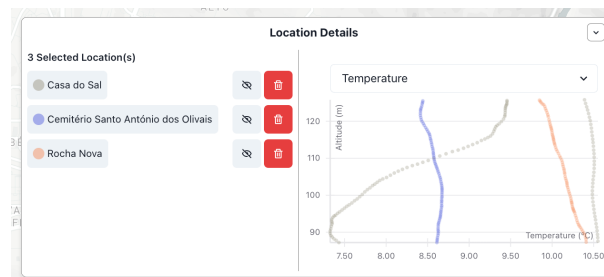 Location Details
3 Selected Location(s)
Casa do Sal
Cemitério Santo António dos Olivais
Rocha Nova
Temperature
Altitude (m)
120
110
100
90
Temperature (°C)
7.50 8.00 8.50 9.00 9.50 10.00 10.50